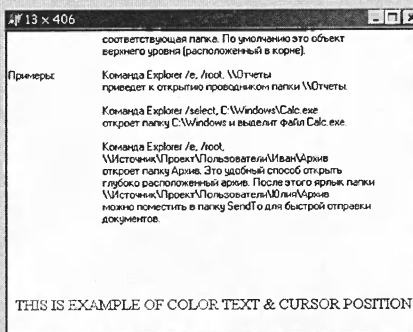 13 x 406
соответствующая папка. По умолчанию это объект
верхнего уровня (расположенный в корне).
Примеры: Команда Explorer /e, /root, \\Отчеты
приведет к открытию проводником папки \\Отчеты.
Команда Explorer /select, C:\Windows\Calc.exe
откроет папку C:\Windows и выделит файл Calc.exe.
Команда Explorer /e, /root,
\\Источник\Проект\Пользователи\Иван\Архив
откроет папку Архив. Это удобный способ открыть
глубоко расположенный архив. После этого ярлык папки
\\Источник\Проект\Пользователи\Юлия\Архив
можно поместить в папку SendTo для быстрой отправки
документов.
THIS IS EXAMPLE OF COLOR TEXT & CURSOR POSITION